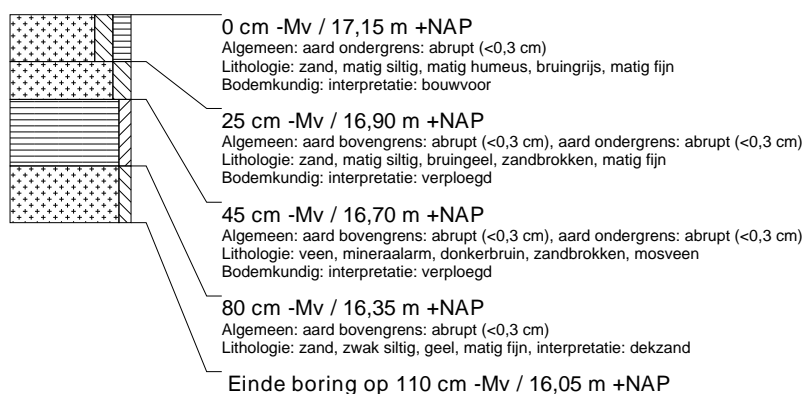 0 cm -Mv / 17,15 m +NAP
Algemeen: aard ondergrens: abrupt (<0,3 cm)
Lithologie: zand, matig siltig, matig humeus, bruingrijs, matig fijn
Bodemkundig: interpretatie: bouwvoor
25 cm -Mv / 16,90 m +NAP
Algemeen: aard bovengrens: abrupt (<0,3 cm), aard ondergrens: abrupt (<0,3 cm)
Lithologie: zand, matig siltig, bruingeel, zandbrokken, matig fijn
Bodemkundig: interpretatie: verploegd
45 cm -Mv / 16,70 m +NAP
Algemeen: aard bovengrens: abrupt (<0,3 cm), aard ondergrens: abrupt (<0,3 cm)
Lithologie: veen, mineraalarm, donkerbruin, zandbrokken, mosveen
Bodemkundig: interpretatie: verploegd
80 cm -Mv / 16,35 m +NAP
Algemeen: aard bovengrens: abrupt (<0,3 cm)
Lithologie: zand, zwak siltig, geel, matig fijn, interpretatie: dekzand
Einde boring op 110 cm -Mv / 16,05 m +NAP